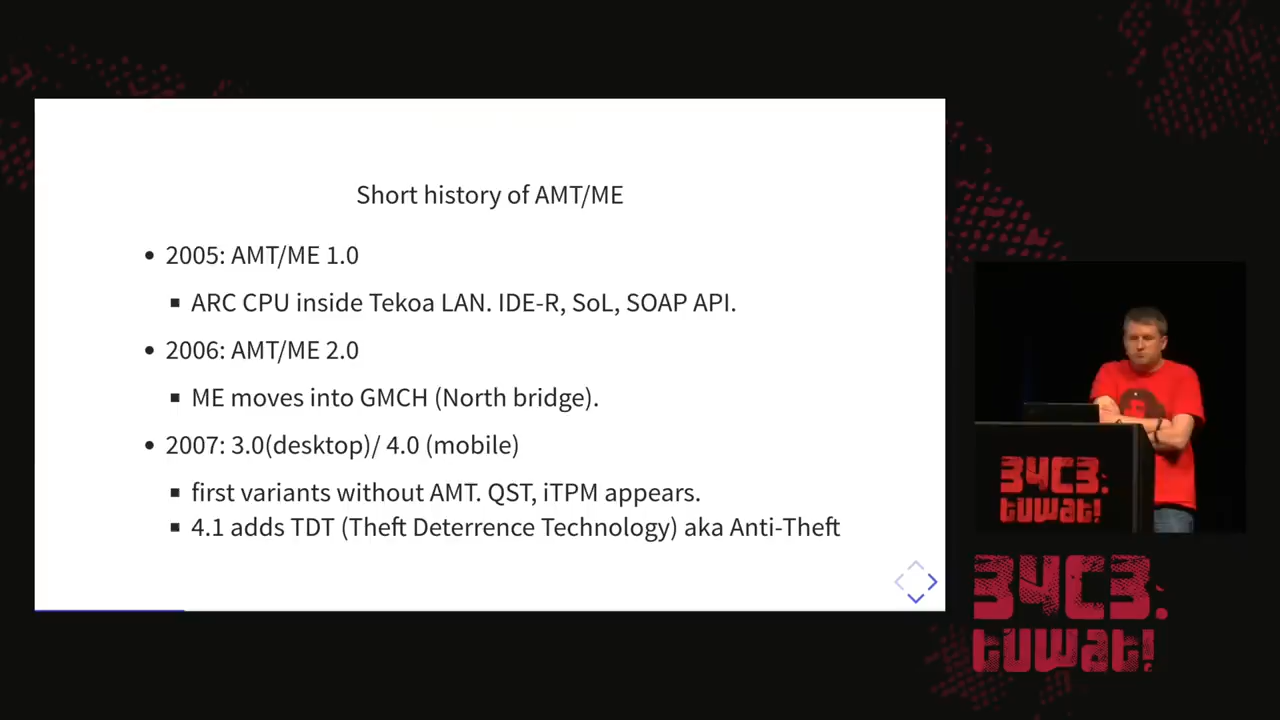 Short history of AMT/ME
• 2005: AMT/ME 1.0
▪ ARC CPU inside Tekoa LAN. IDE-R, SoL, SOAP API.
• 2006: AMT/ME 2.0
▪ ME moves into GMCH (North bridge).
• 2007: 3.0(desktop)/ 4.0 (mobile)
▪ first variants without AMT. QST, iTPM appears.
▪ 4.1 adds TDT (Theft Deterrence Technology) aka Anti-Theft
34C3:
tuwat!
34C3:
tuwat!